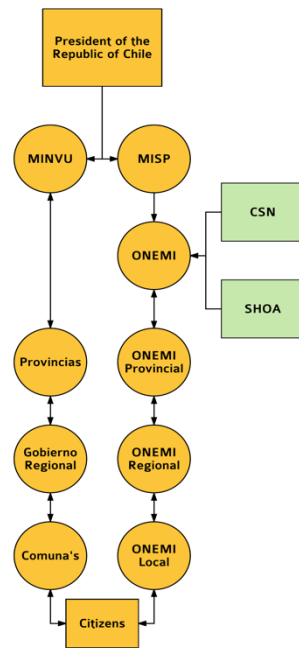 President of the
Republic of Chile
MINVU
MISP
CSN
ONEMI
SHOA
Provincias
ONEMI
Provincial
Gobierno
Regional
ONEMI
Regional
Comuna's
ONEMI
Local
Citizens